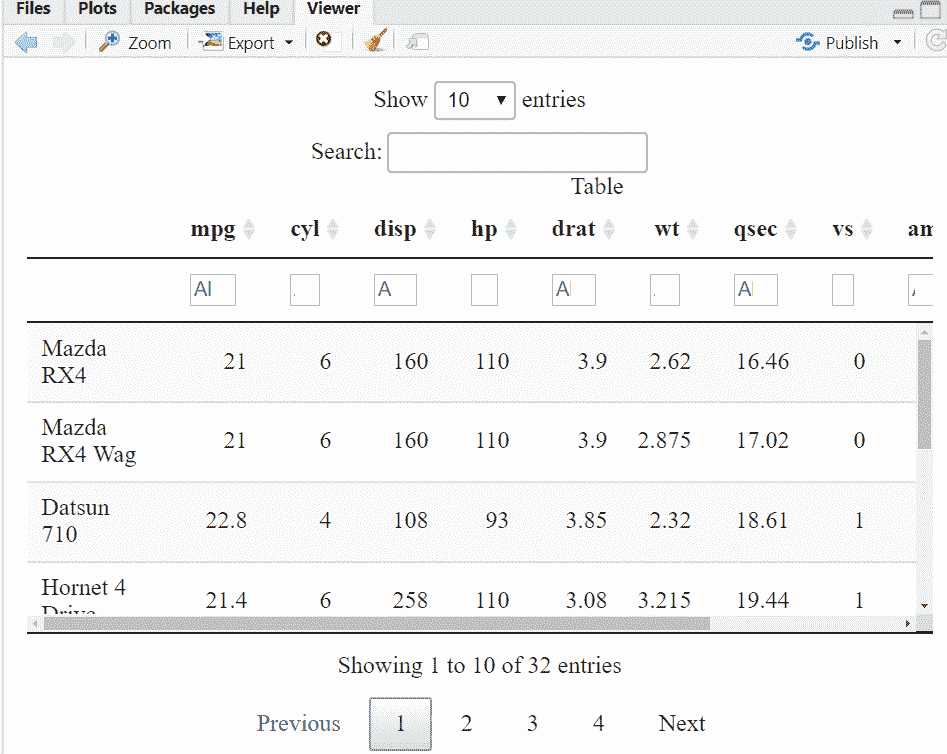 Files Plots Packages Help Viewer
Zoom Export Publish
Show 10 entries
Search:
Table
mpg cyl disp hp drat wt qsec vs am
Al A Al Al
Mazda
RX4 21 6 160 110 3.9 2.62 16.46 0
Mazda
RX4 Wag 21 6 160 110 3.9 2.875 17.02 0
Datsun
710 22.8 4 108 93 3.85 2.32 18.61 1
Hornet 4
Drive 21.4 6 258 110 3.08 3.215 19.44 1
Showing 1 to 10 of 32 entries
Previous 1 2 3 4 Next